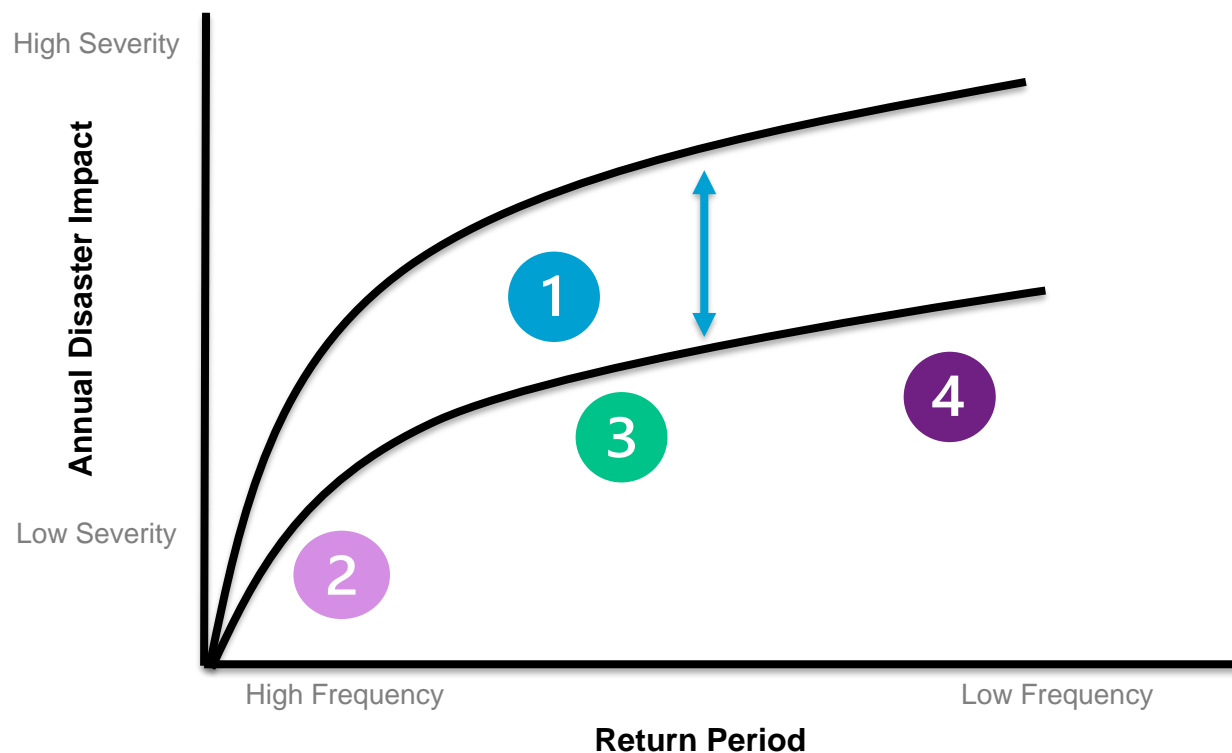 High Severity
Annual Disaster Impact
1
4
3
Low Severity
2
High Frequency
Low Frequency
Return Period